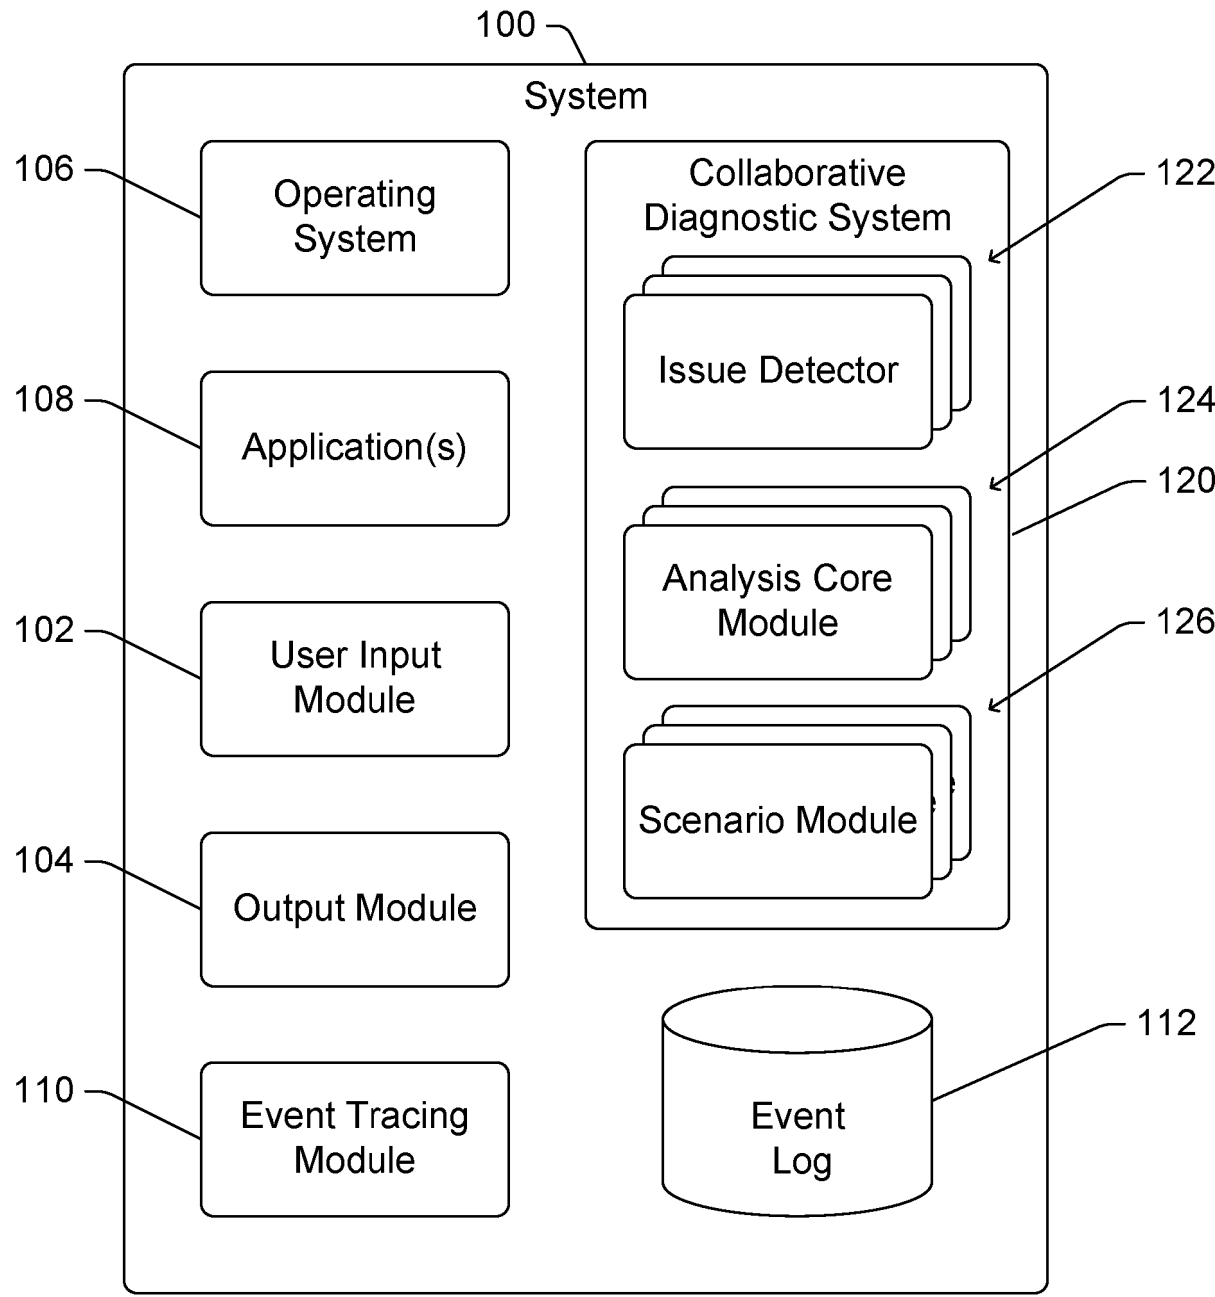 100
System
106
Operating
System
108
Application(s)
102
User Input
Module
104
Output Module
110
Event Tracing
Module
Collaborative
Diagnostic System
122
Issue Detector
124
120
Analysis Core
Module
126
Scenario Module
112
Event
Log